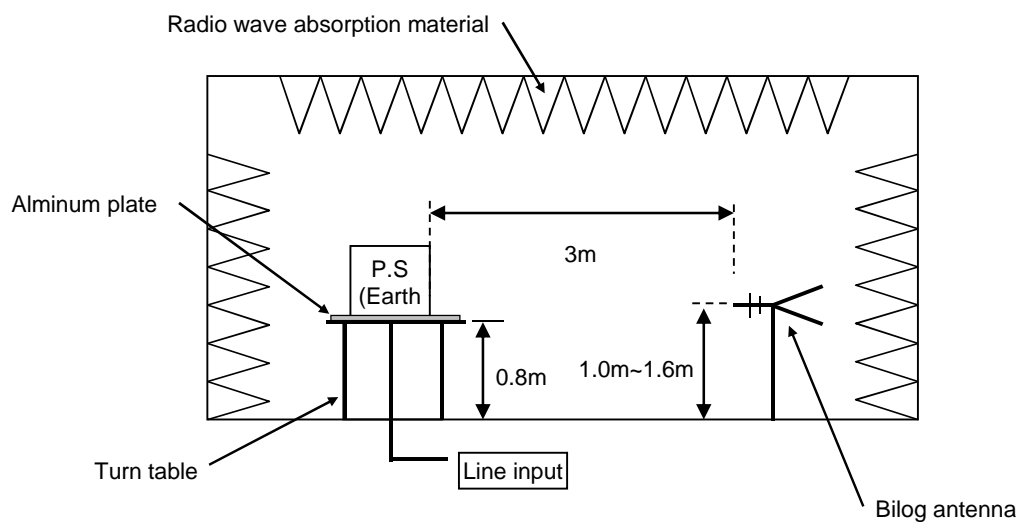 Radio wave absorption material
Alminum plate
3m
P.S
(Earth
0.8m
1.0m~1.6m
Turn table
Line input
Bilog antenna